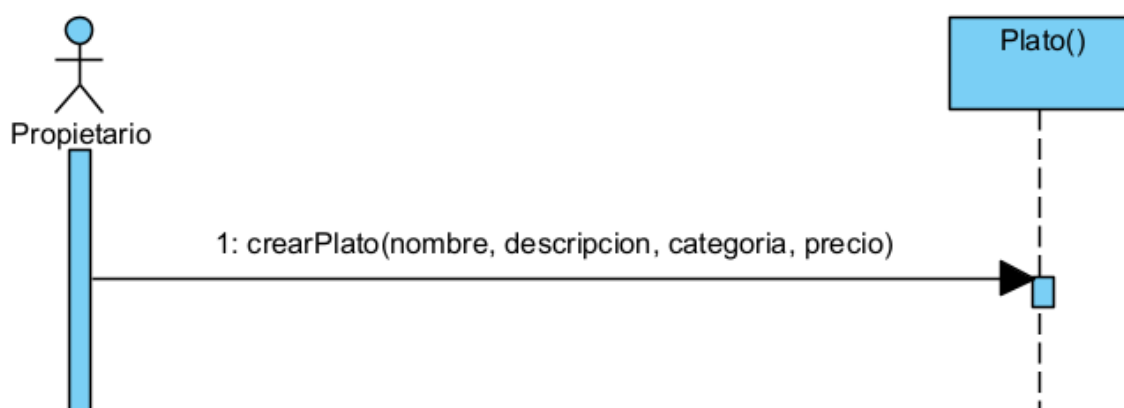 Plato()
Propietario
1: crearPlato(nombre, descripcion, categoria, precio)